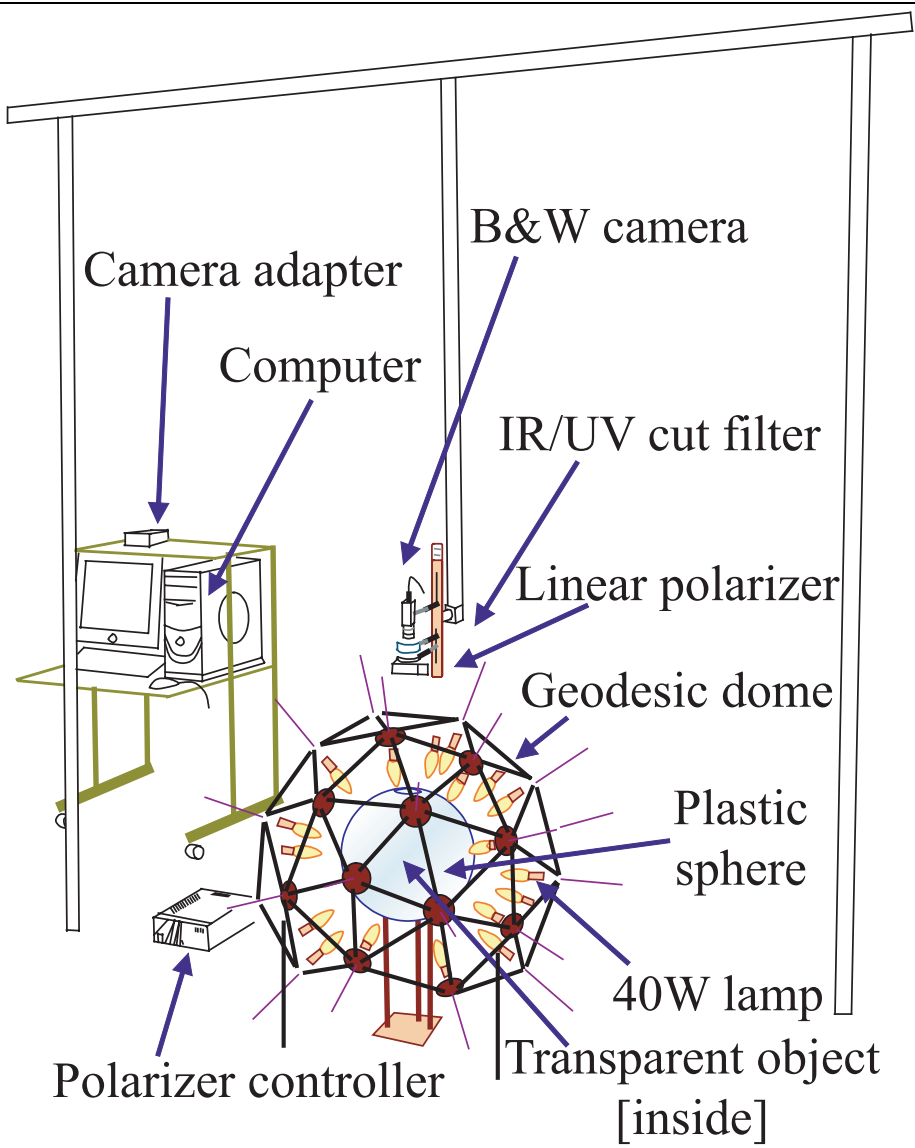 B&W camera
Camera adapter
Computer
IR/UV cut filter
Linear polarizer
Geodesic dome
Plastic
sphere
40W lamp
Transparent object
[inside]
Polarizer controller